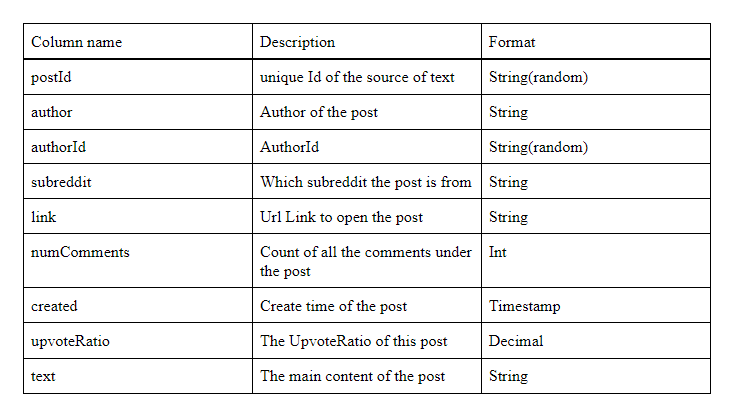 Column name Description Format
postId unique Id of the source of text String(random)
author Author of the post String
authorId AuthorId String(random)
subreddit Which subreddit the post is from String
link Url Link to open the post String
numComments Count of all the comments under Int
the post
created Create time of the post Timestamp
upvoteRatio The UpvoteRatio of this post Decimal
text The main content of the post String